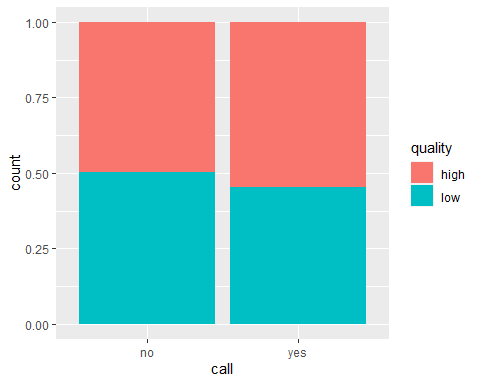 1.00
0.75
0.50
0.25
0.00
count
no yes
call
quality
high
low